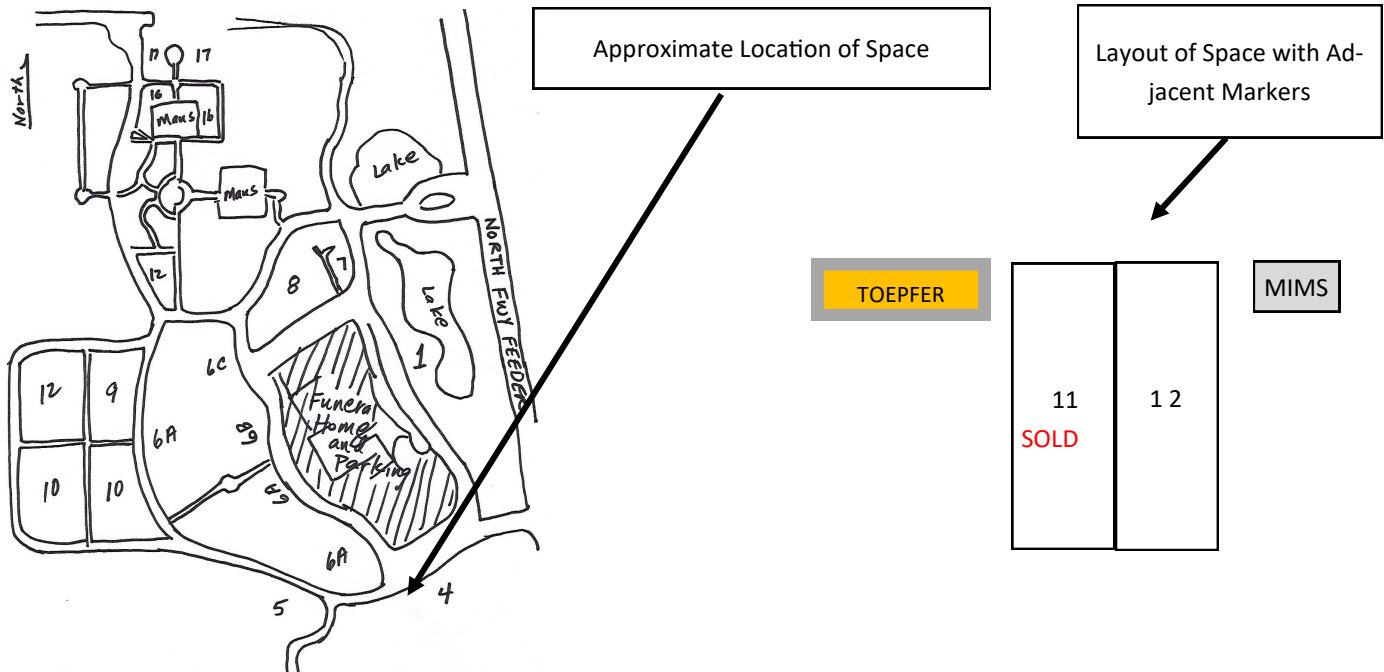 North
17
17
16
Maus
16
Maus
Lake
12
8
7
Lake
1
NORTH FWY FEEDER
6C
12
9
6A
6B
10
10
6A
6A
Funeral
Home
and
Parking
5
4
Approximate Location of Space
Layout of Space with Ad-
jacent Markers
TOEPFER
MIMS
11
SOLD
1 2